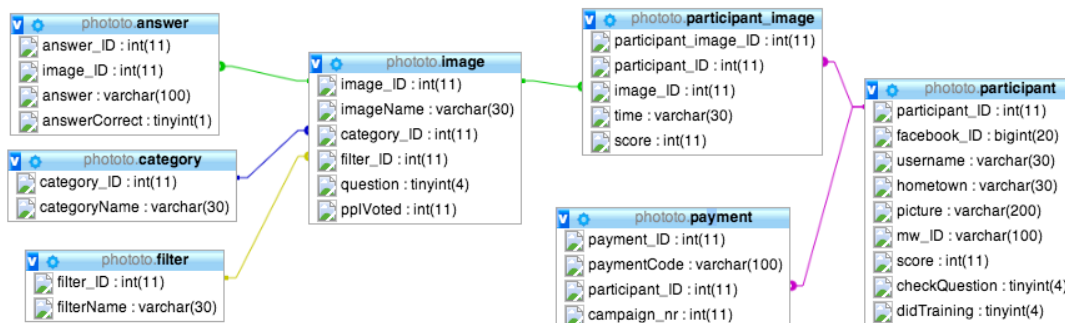 phototo.answer
answer_ID : int(11)
image_ID : int(11)
answer : varchar(100)
answerCorrect : tinyint(1)
phototo.category
category_ID : int(11)
categoryName : varchar(30)
phototo.filter
filter_ID : int(11)
filterName : varchar(30)
phototo.image
image_ID : int(11)
imageName : varchar(30)
category_ID : int(11)
filter_ID : int(11)
question : tinyint(4)
pplVoted : int(11)
phototo.participant_image
participant_image_ID : int(11)
participant_ID : int(11)
image_ID : int(11)
time : varchar(30)
score : int(11)
phototo.payment
payment_ID : int(11)
paymentCode : varchar(100)
participant_ID : int(11)
campaign_nr : int(11)
phototo.participant
participant_ID : int(11)
facebook_ID : bigint(20)
username : varchar(30)
hometown : varchar(30)
picture : varchar(200)
mw_ID : varchar(100)
score : int(11)
checkQuestion : tinyint(4)
didTraining : tinyint(4)